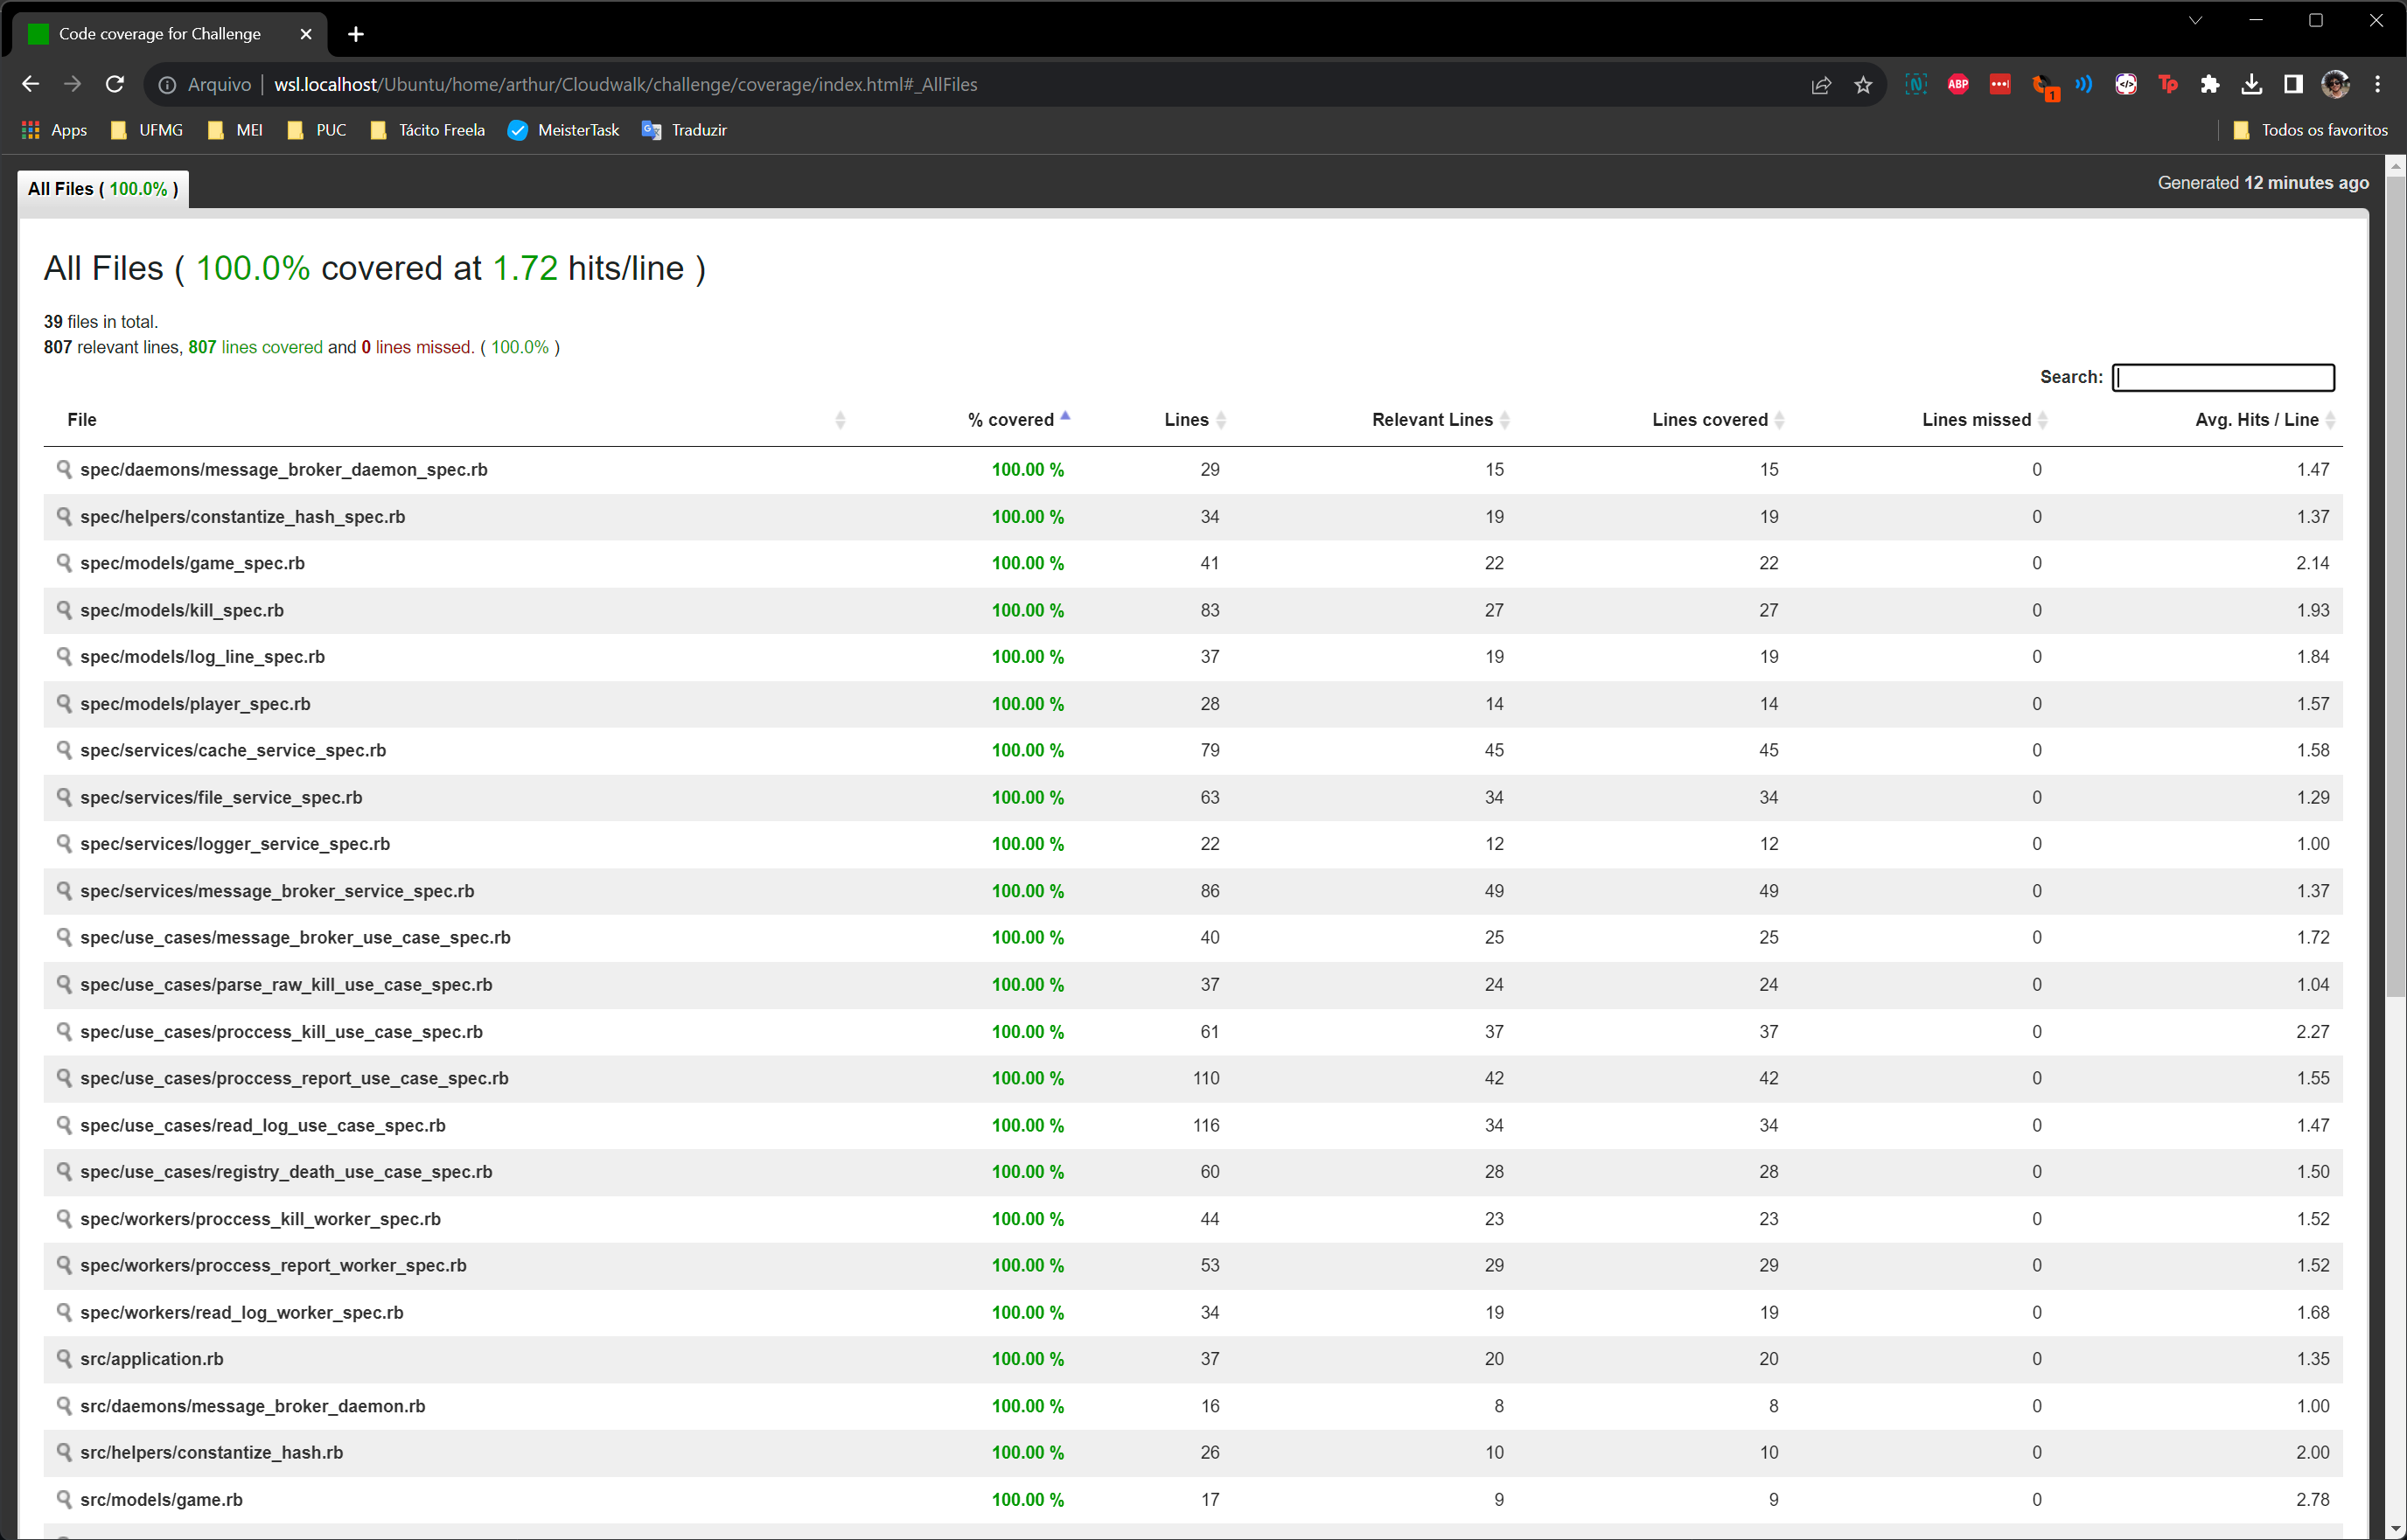 Code coverage for Challenge
Arquivo wsl.localhost/Ubuntu/home/arthur/Cloudwalk/challenge/coverage/index.html#_AllFiles
ABP 1 Tp
Apps UFMG MEI PUC Tácito Freela MeisterTask Traduzir Todos os favoritos
All Files ( 100.0% ) Generated 12 minutes ago
All Files ( 100.0% covered at 1.72 hits/line )
39 files in total.
807 relevant lines, 807 lines covered and 0 lines missed. ( 100.0% )
Search:
File % covered Lines Relevant Lines Lines covered Lines missed Avg. Hits / Line
spec/daemons/message_broker_daemon_spec.rb 100.00 % 29 15 15 0 1.47
spec/helpers/constantize_hash_spec.rb 100.00 % 34 19 19 0 1.37
spec/models/game_spec.rb 100.00 % 41 22 22 0 2.14
spec/models/kill_spec.rb 100.00 % 83 27 27 0 1.93
spec/models/log_line_spec.rb 100.00 % 37 19 19 0 1.84
spec/models/player_spec.rb 100.00 % 28 14 14 0 1.57
spec/services/cache_service_spec.rb 100.00 % 79 45 45 0 1.58
spec/services/file_service_spec.rb 100.00 % 63 34 34 0 1.29
spec/services/logger_service_spec.rb 100.00 % 22 12 12 0 1.00
spec/services/message_broker_service_spec.rb 100.00 % 86 49 49 0 1.37
spec/use_cases/message_broker_use_case_spec.rb 100.00 % 40 25 25 0 1.72
spec/use_cases/parse_raw_kill_use_case_spec.rb 100.00 % 37 24 24 0 1.04
spec/use_cases/proccess_kill_use_case_spec.rb 100.00 % 61 37 37 0 2.27
spec/use_cases/proccess_report_use_case_spec.rb 100.00 % 110 42 42 0 1.55
spec/use_cases/read_log_use_case_spec.rb 100.00 % 116 34 34 0 1.47
spec/use_cases/registry_death_use_case_spec.rb 100.00 % 60 28 28 0 1.50
spec/workers/proccess_kill_worker_spec.rb 100.00 % 44 23 23 0 1.52
spec/workers/proccess_report_worker_spec.rb 100.00 % 53 29 29 0 1.52
spec/workers/read_log_worker_spec.rb 100.00 % 34 19 19 0 1.68
src/application.rb 100.00 % 37 20 20 0 1.35
src/daemons/message_broker_daemon.rb 100.00 % 16 8 8 0 1.00
src/helpers/constantize_hash.rb 100.00 % 26 10 10 0 2.00
src/models/game.rb 100.00 % 17 9 9 0 2.78